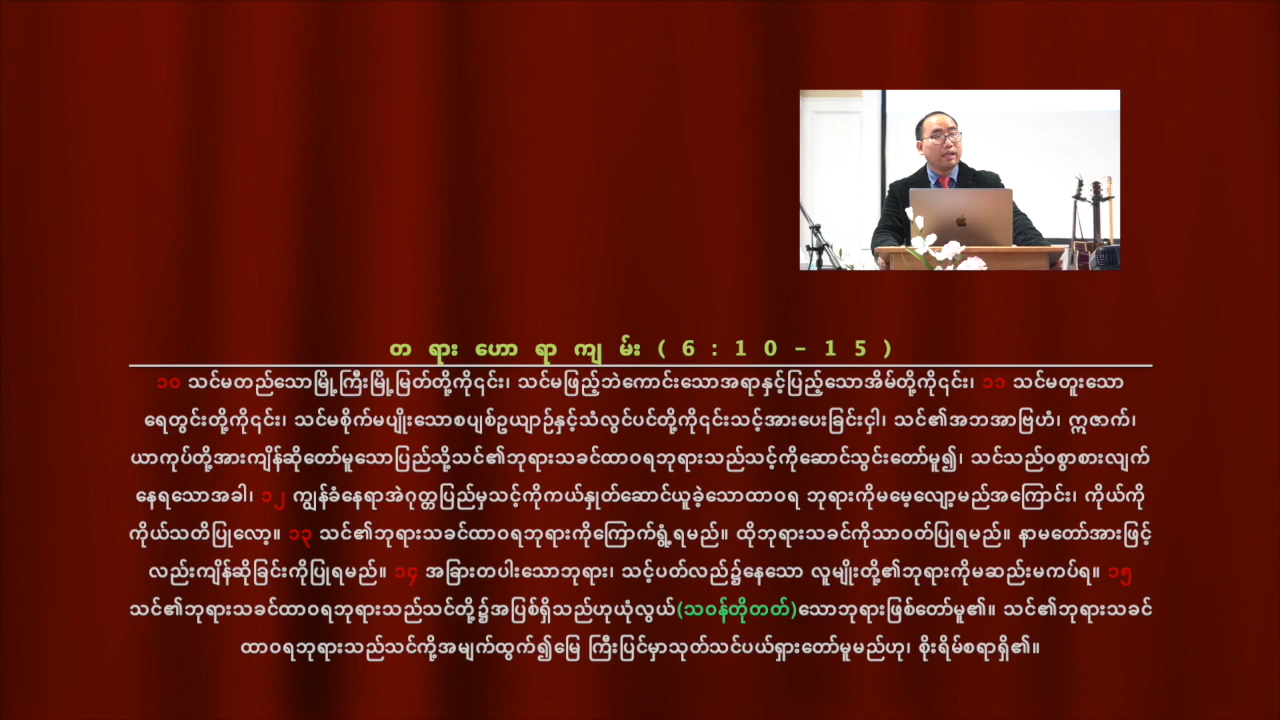 တ ရား ဟော ရာ ကျ မ်း ( 6 : 1 0 - 1 5 )
၁၀ သင်မတည်သောမြို့ကြီးမြို့မြတ်တို့ကို၎င်း၊ သင်မဖြည့်ဘဲကောင်းသောအရာနှင့်ပြည့်သောအိမ်တို့ကို၎င်း၊ ၁၁ သင်မတူးသော
ရေတွင်းတို့ကို၎င်း၊ သင်မစိုက်မပျိုးသောစပျစ်ဥယျာဉ်နှင့်သံလွင်ပင်တို့ကို၎င်းသင့်အားပေးခြင်းငှါ၊ သင်၏အဘအာဗြဟံ၊ ဣဇာက်၊
ယာကုပ်တို့အားကျိန်ဆိုတော်မူသောပြည်သို့သင်၏ဘုရားသခင်ထာဝရဘုရားသည်သင့်ကိုဆောင်သွင်းတော်မူ၍၊ သင်သည်ဝစွာစားလျက်
နေရသောအခါ၊ ၁၂ ကျွန်ခံနေရာအဲဂုတ္တပြည်မှသင့်ကိုကယ်နှုတ်ဆောင်ယူခဲ့သောထာဝရ ဘုရားကိုမမေ့လျော့မည်အကြောင်း၊ ကိုယ်ကို
ကိုယ်သတိပြုလော့။ ၁၃ သင်၏ဘုရားသခင်ထာဝရဘုရားကိုကြောက်ရွံ့ရမည်။ ထိုဘုရားသခင်ကိုသာဝတ်ပြုရမည်။ နာမတော်အားဖြင့်
လည်းကျိန်ဆိုခြင်းကိုပြုရမည်။ ၁၄ အခြားတပါးသောဘုရား၊ သင့်ပတ်လည်၌နေသော လူမျိုးတို့၏ဘုရားကိုမဆည်းမကပ်ရ။ ၁၅
သင်၏ဘုရားသခင်ထာဝရဘုရားသည်သင်တို့၌အပြစ်ရှိသည်ဟုယုံလွယ်(သဝန်တိုတတ်)သောဘုရားဖြစ်တော်မူ၏။ သင်၏ဘုရားသခင်
ထာဝရဘုရားသည်သင်ကို့အမျက်ထွက်၍မြေ ကြီးပြင်မှာသုတ်သင်ပယ်ရှားတော်မူမည်ဟု၊ စိုးရိမ်စရာရှိ၏။